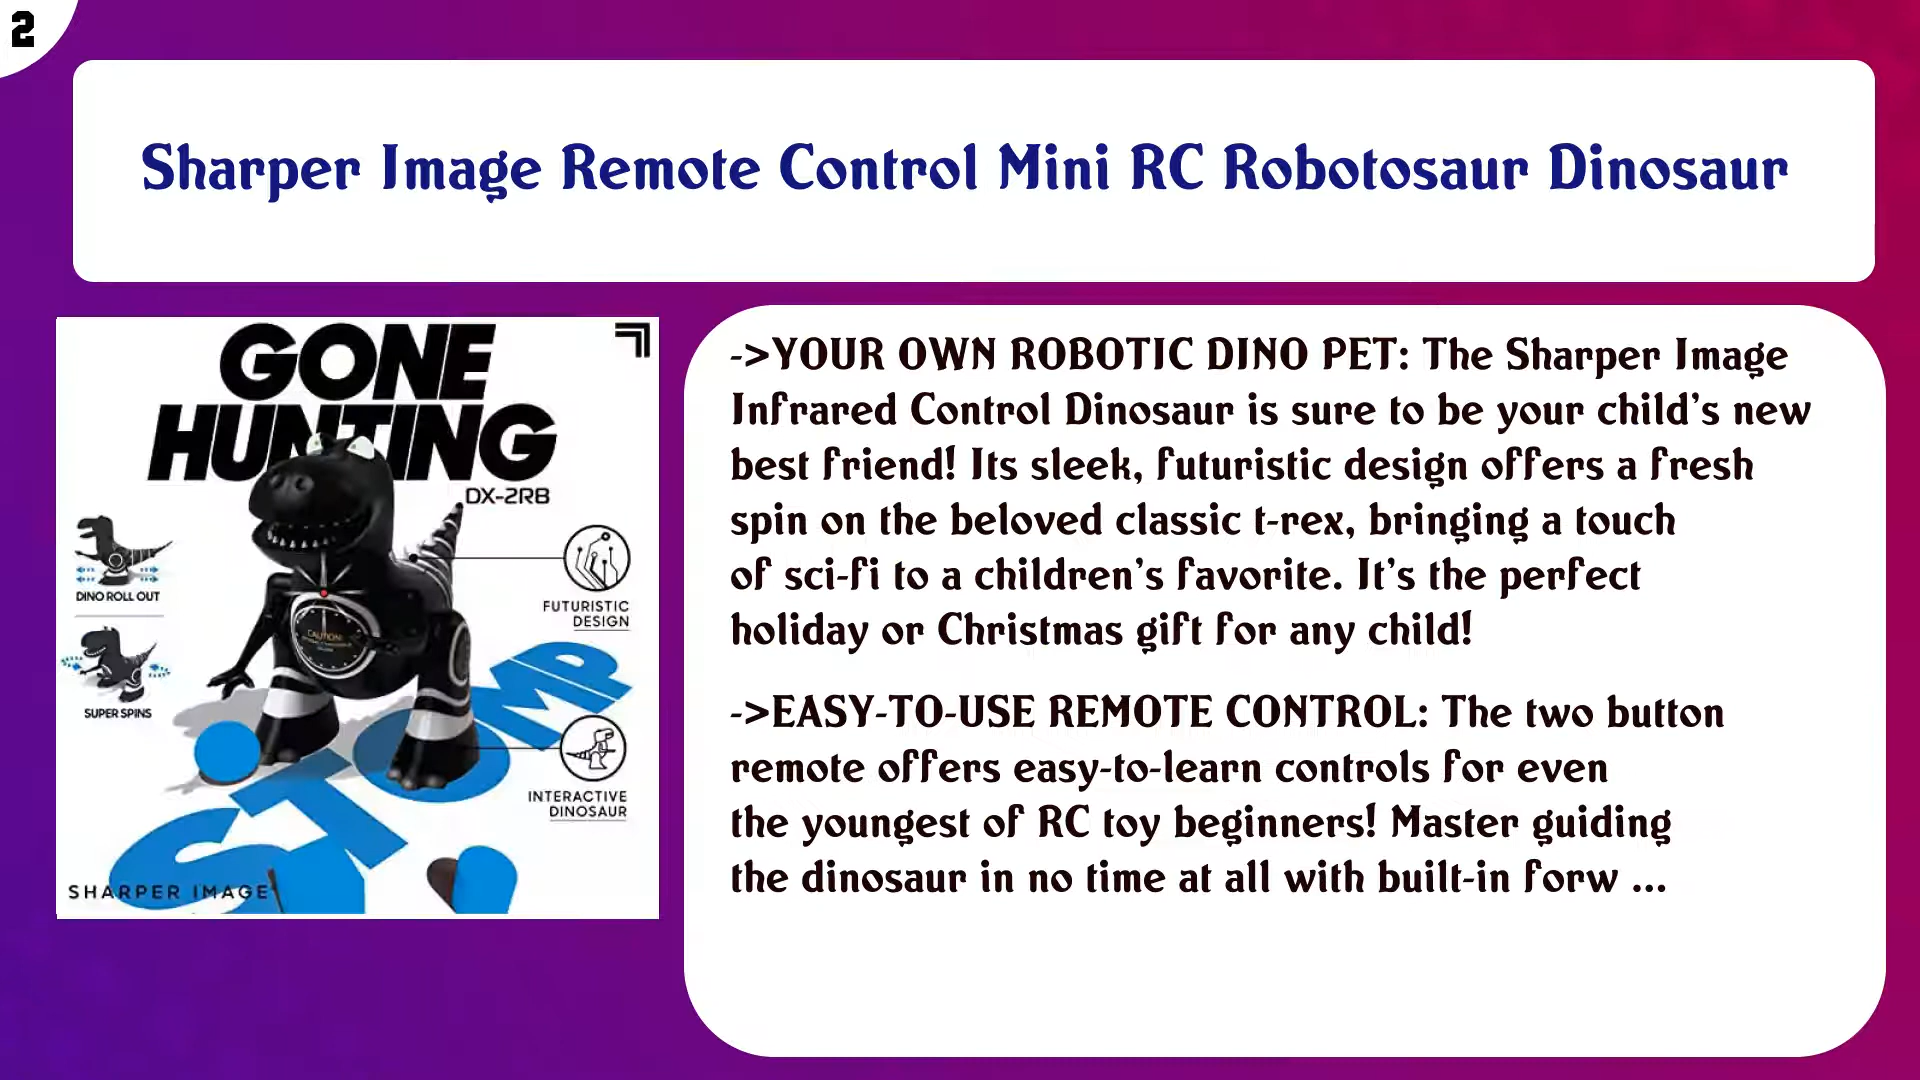 2
Sharper Image Remote Control Mini RC Robotosaur Dinosaur
GONE
HUNTING
DX-2RB
DINO ROLL OUT
SUPER SPINS
FUTURISTIC
DESIGN
CAUTION!
STOMP
INTERACTIVE
DINOSAUR
SHARPER IMAGE
->YOUR OWN ROBOTIC DINO PET: The Sharper Image
Infrared Control Dinosaur is sure to be your child's new
best friend! Its sleek, futuristic design offers a fresh
spin on the beloved classic t-rex, bringing a touch
of sci-fi to a children's favorite. It's the perfect
holiday or Christmas gift for any child!
->EASY-TO-USE REMOTE CONTROL: The two button
remote offers easy-to-learn controls for even
the youngest of RC toy beginners! Master guiding
the dinosaur in no time at all with built-in forw ...